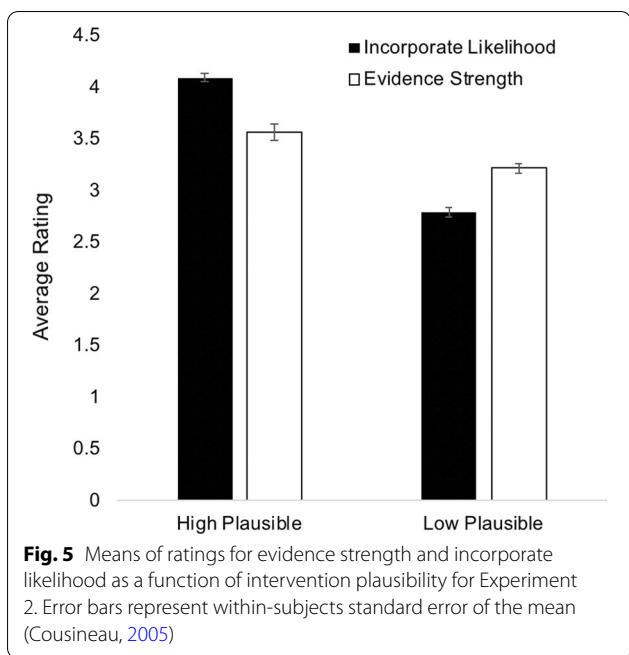 4.5
4
3.5
3
2.5
2
1.5
1
0.5
0
Average Rating
Incorporate Likelihood
Evidence Strength
High Plausible
Low Plausible
Fig. 5 Means of ratings for evidence strength and incorporate
likelihood as a function of intervention plausibility for Experiment
2. Error bars represent within-subjects standard error of the mean
(Cousineau, 2005)